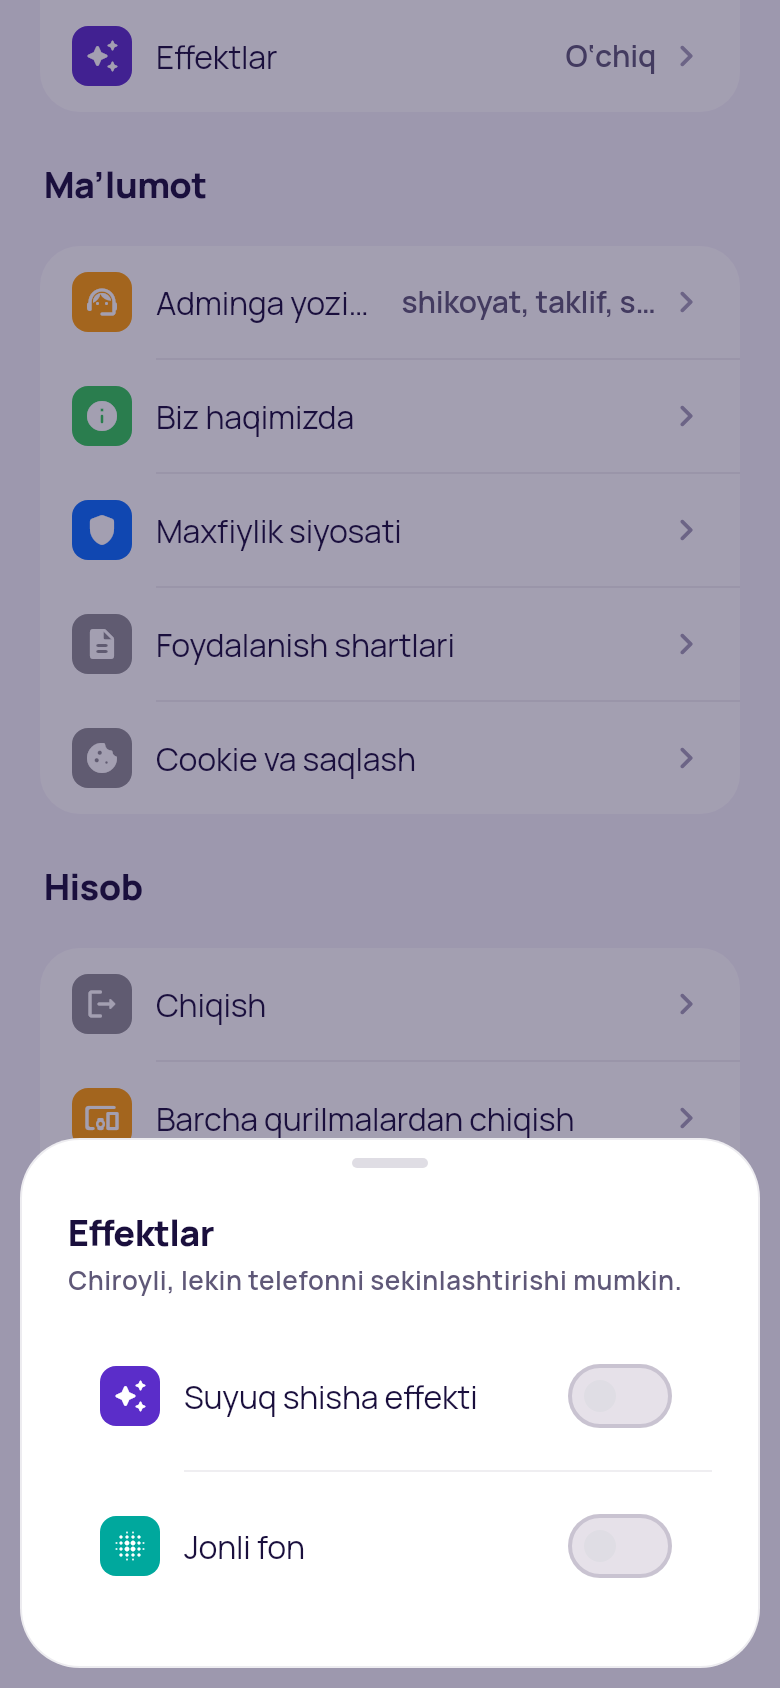 Effektlar
O‘chiq
Ma’lumot
Adminga yozi...
shikoyat, taklif, s...
Biz haqimizda
Maxfiylik siyosati
Foydalanish shartlari
Cookie va saqlash
Hisob
Chiqish
Barcha qurilmalardan chiqish
Effektlar
Chiroyli, lekin telefonni sekinlashtirishi mumkin.
Suyuq shisha effekti
Jonli fon